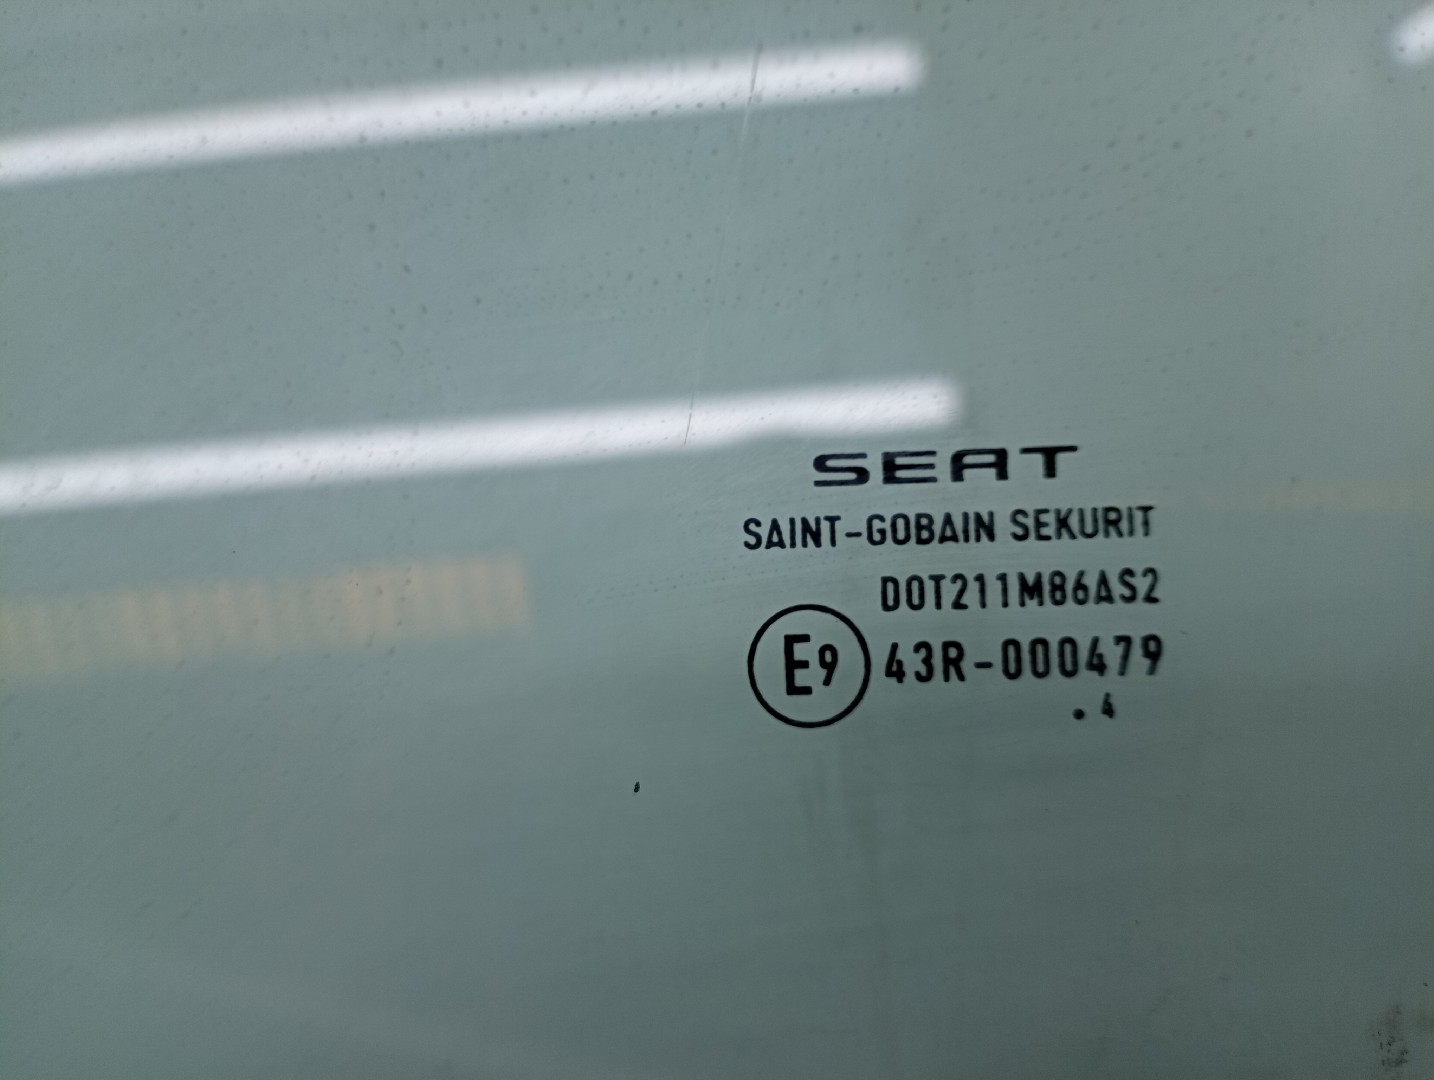 SEAT
SAINT-GOBAIN SEKURIT
DOT211M86AS2
E9 43R-000479
. 4